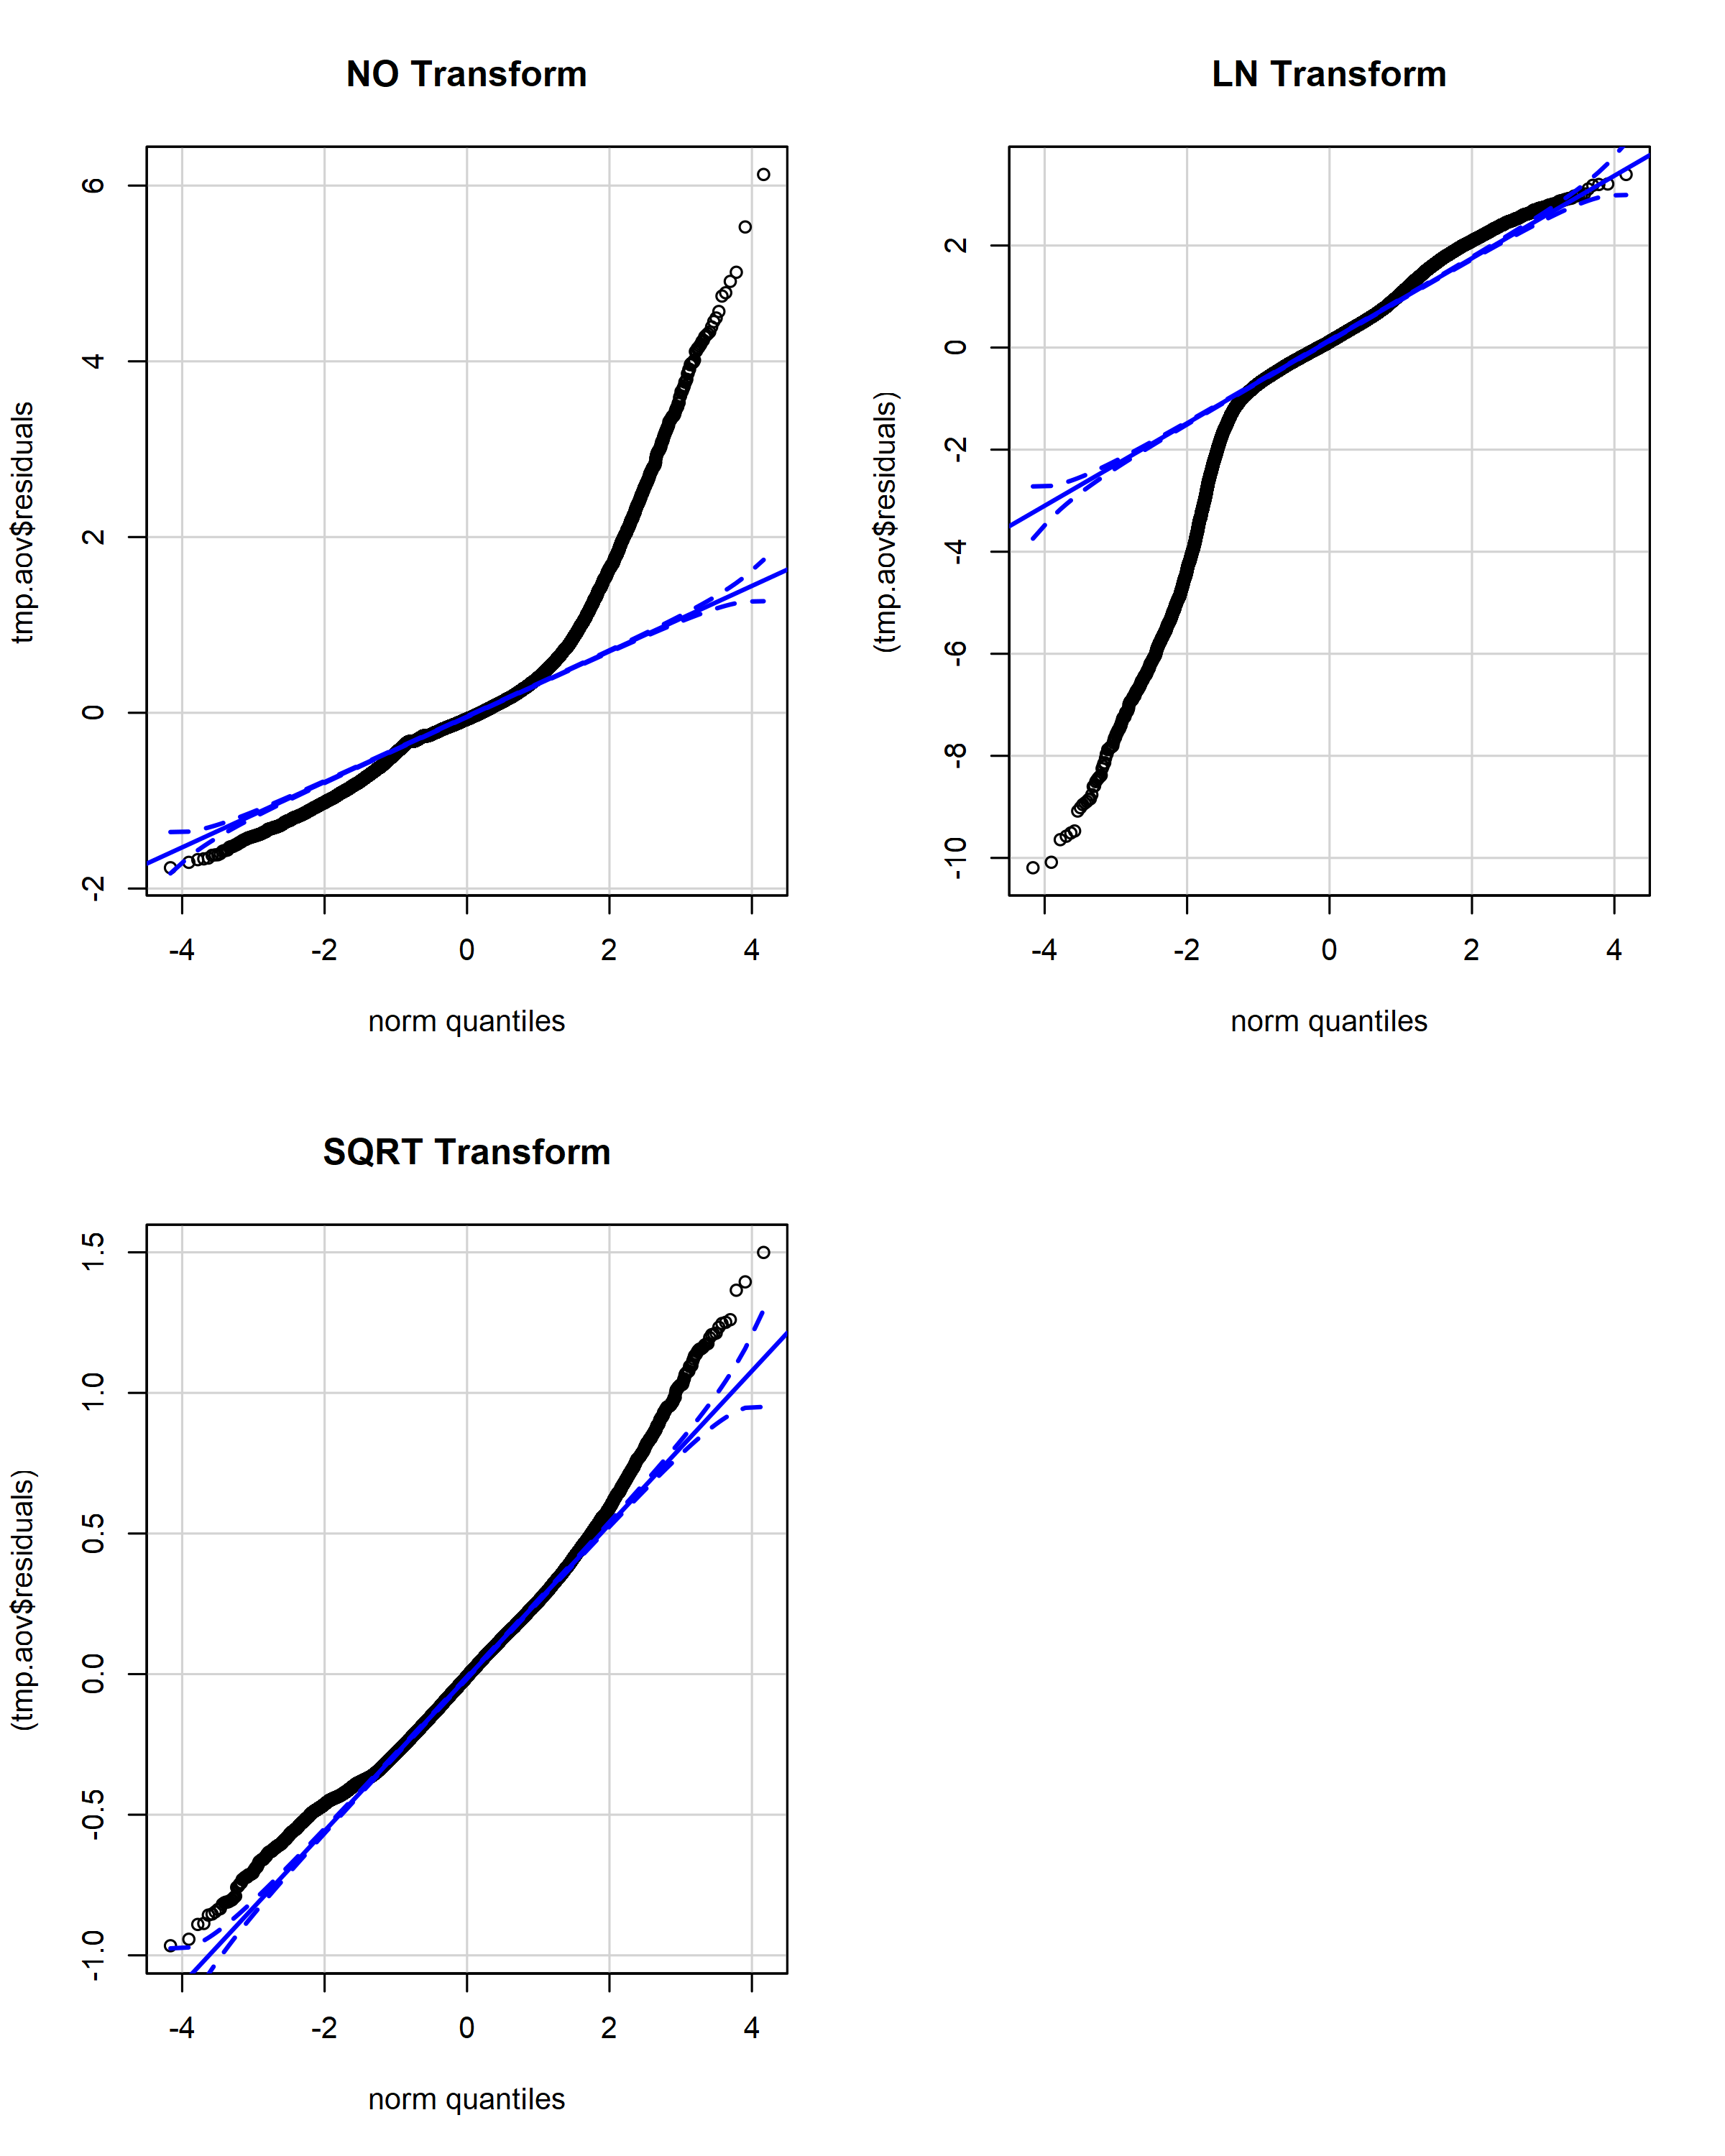 NO Transform
tmp.aov$residuals
6
4
2
0
-2
-4 -2 0 2 4
norm quantiles
LN Transform
(tmp.aov$residuals)
2
0
-2
-4
-6
-8
-10
-4 -2 0 2 4
norm quantiles
SQRT Transform
(tmp.aov$residuals)
1.5
1.0
0.5
0.0
-0.5
-1.0
-4 -2 0 2 4
norm quantiles